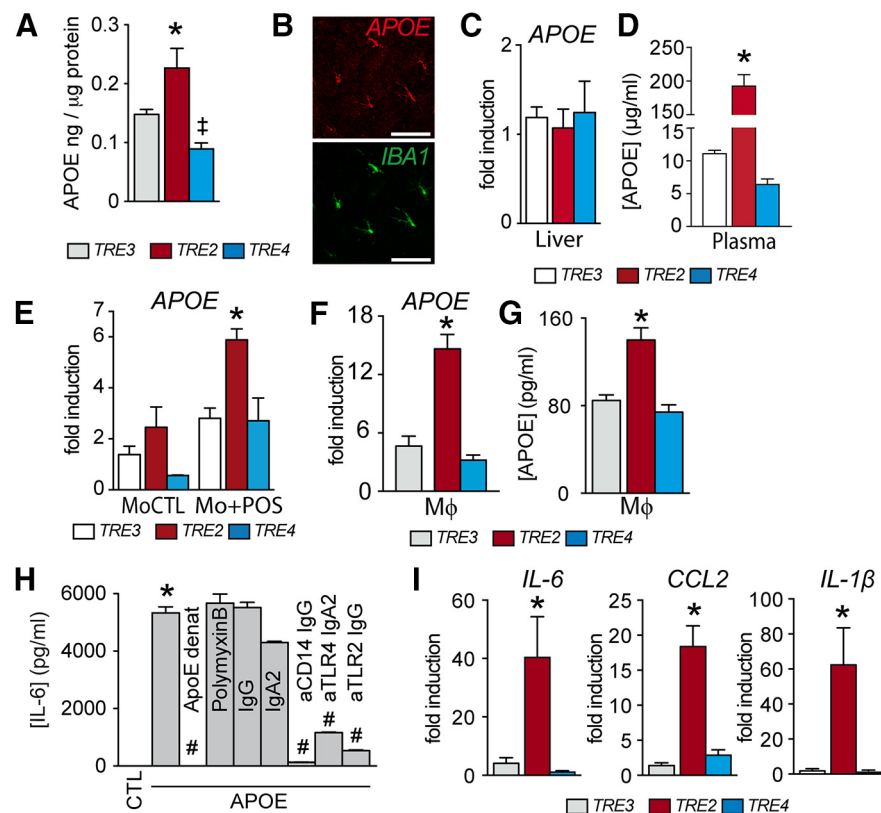 A
APOE ng / µg protein
0.3
0.2
0.1
0
*
‡
TRE3 TRE2 TRE4
B
APOE
IBA1
C
APOE
fold induction
2
1
0
Liver
D
[APOE] (µg/ml)
250
200
150
100
15
10
5
0
*
Plasma
TRE3 TRE2 TRE4
E
APOE
fold induction
7
6
4
2
0
*
MoCTL Mo+POS
TRE3 TRE2 TRE4
F
APOE
fold induction
18
15
12
9
6
3
0
*
Mϕ
G
[APOE] (pg/ml)
160
80
0
*
Mϕ
TRE3 TRE2 TRE4
H
[IL-6] (pg/ml)
6000
4000
2000
0
*
ApoE denat
#
PolymyxinB
IgG
IgA2
aCD14 IgG
#
aTLR4 IgA2
#
aTLR2 IgG
#
CTL
APOE
I
IL-6
fold induction
60
40
20
0
*
CCL2
fold induction
25
20
15
10
5
0
*
IL-1β
fold induction
100
80
60
40
20
0
*
TRE3 TRE2 TRE4